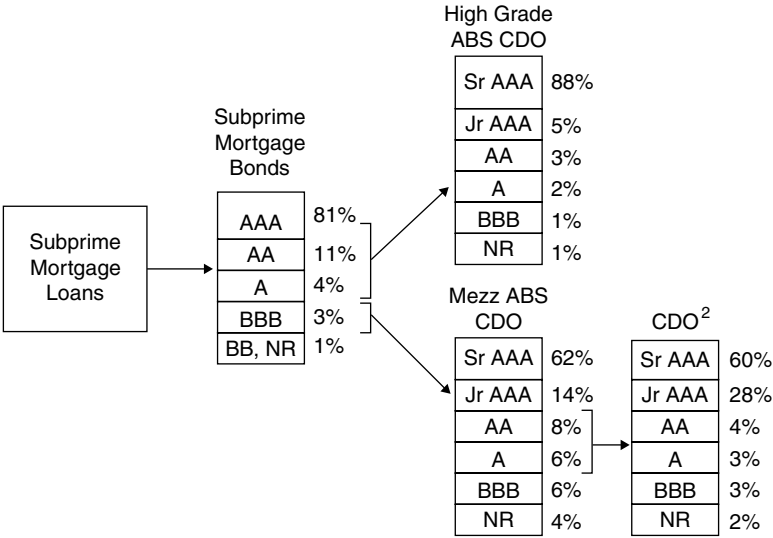 High Grade
ABS CDO
Sr AAA 88%
Jr AAA 5%
AA 3%
A 2%
BBB 1%
NR 1%
Subprime
Mortgage
Bonds
AAA 81%
AA 11%
A 4%
BBB 3%
BB, NR 1%
Subprime
Mortgage
Loans
Mezz ABS
CDO
Sr AAA 62%
Jr AAA 14%
AA 8%
A 6%
BBB 6%
NR 4%
CDO²
Sr AAA 60%
Jr AAA 28%
AA 4%
A 3%
BBB 3%
NR 2%